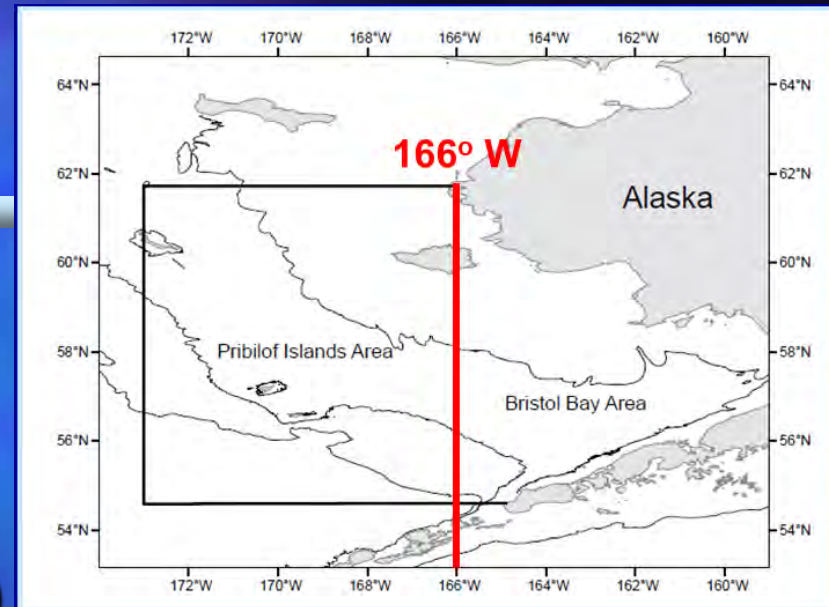 172°W 170°W 168°W 166°W 164°W 162°W 160°W
64°N 64°N
166° W
62°N 62°N
Alaska
60°N 60°N
58°N 58°N
Pribilof Islands Area
Bristol Bay Area
56°N 56°N
54°N 54°N
172°W 170°W 168°W 166°W 164°W 162°W 160°W